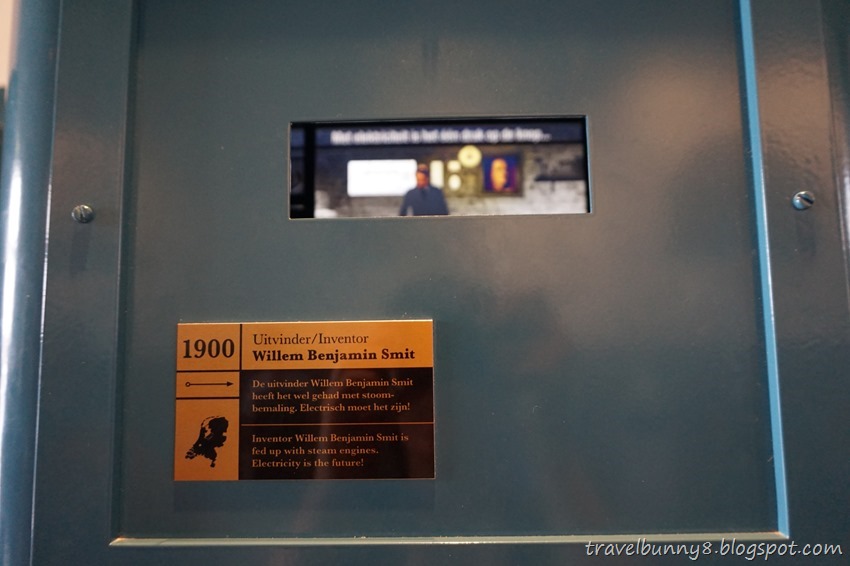 Met elektriciteit is het één druk op de knop...
1900
Uitvinder/Inventor
Willem Benjamin Smit
De uitvinder Willem Benjamin Smit
heeft het wel gehad met stoom-
bemaling. Electrisch moet het zijn!
Inventor Willem Benjamin Smit is
fed up with steam engines.
Electricity is the future!
travelbunny8.blogspot.com